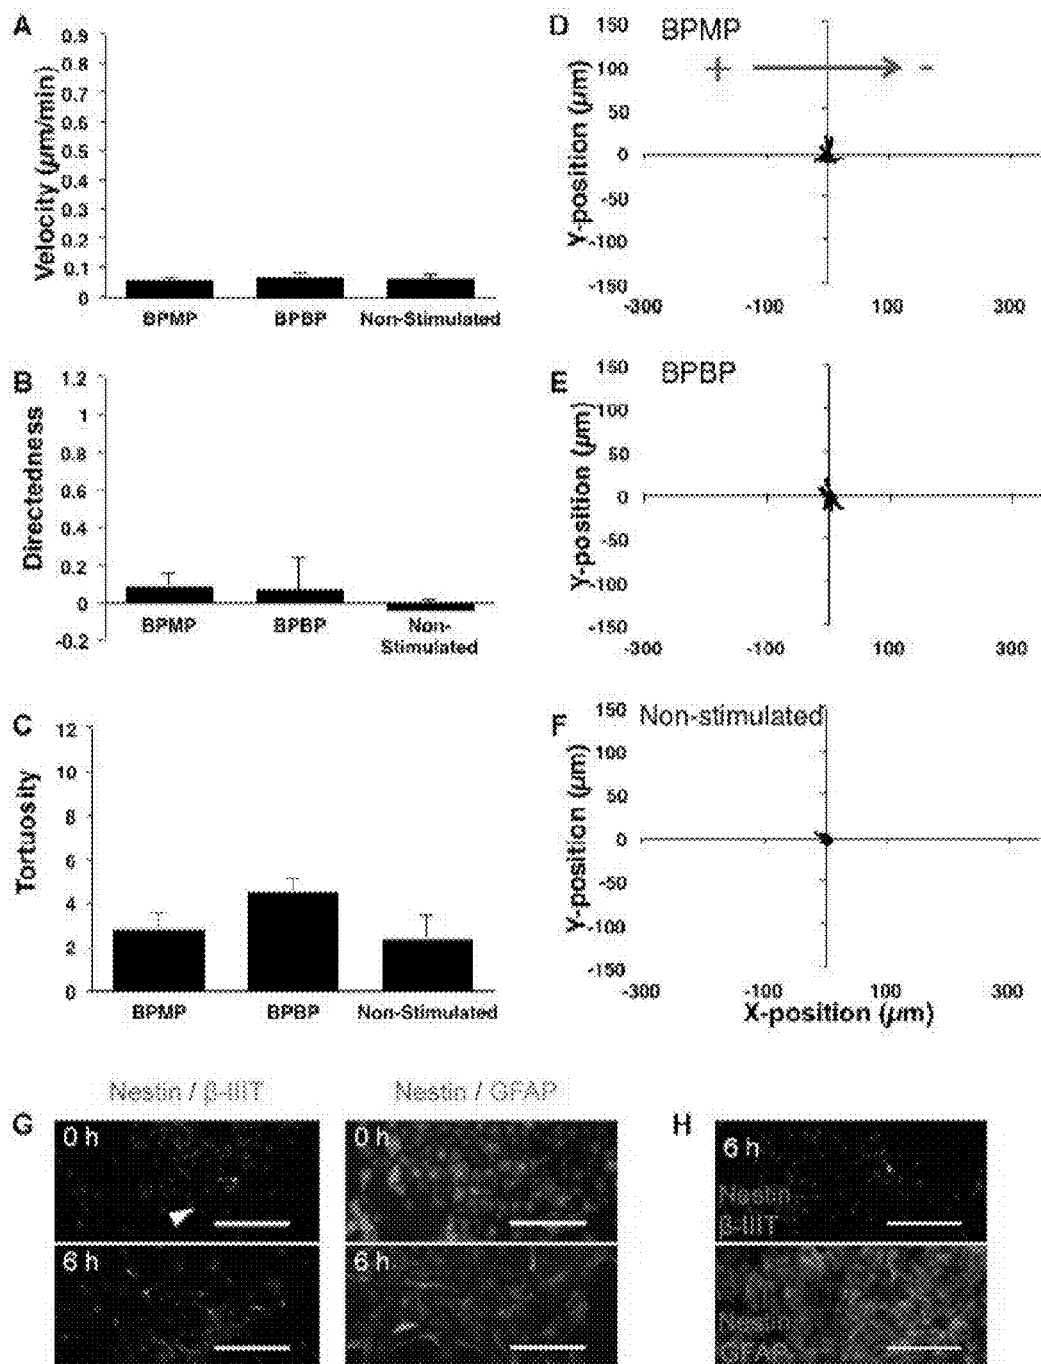 A
Velocity (µm/min)
0.9
0.8
0.7
0.6
0.5
0.4
0.3
0.2
0.1
0
BPMP BPBP Non-Stimulated
B
Directedness
1.2
1
0.8
0.6
0.4
0.2
0
-0.2
BPMP BPBP Non-
Stimulated
C
Tortuosity
12
10
8
6
4
2
0
BPMP BPBP Non-Stimulated
D
BPMP
+ -
Y-position (µm)
150
100
50
0
-50
-100
-150
-300 -100 100 300
E
BPBP
Y-position (µm)
150
100
50
0
-50
-100
-150
-300 -100 100 300
F
Non-stimulated
Y-position (µm)
150
100
50
0
-50
-100
-150
-300 -100 100 300
X-position (µm)
G
Nestin / β-IIIT Nestin / GFAP
0 h 0 h
6 h 6 h
H
6 h
Nestin
β-IIIT
Nestin
GFAP